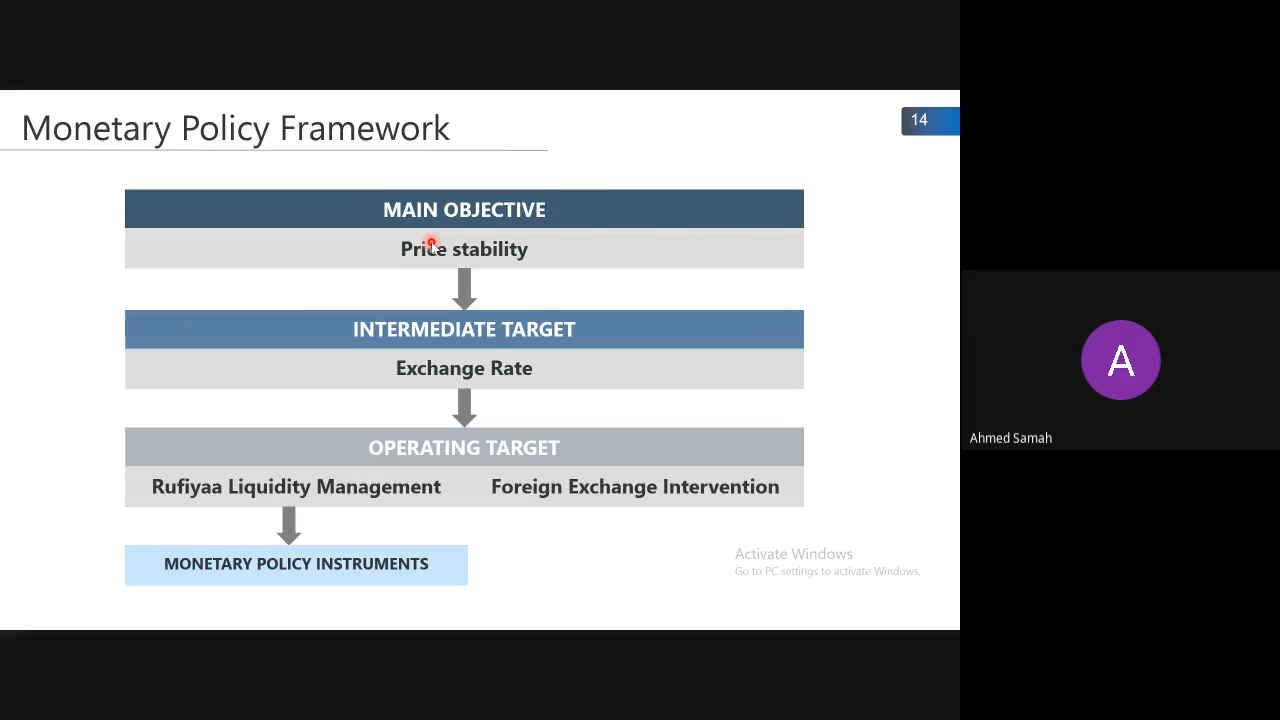 Monetary Policy Framework
14
MAIN OBJECTIVE
Price stability
INTERMEDIATE TARGET
Exchange Rate
OPERATING TARGET
Rufiyaa Liquidity Management Foreign Exchange Intervention
MONETARY POLICY INSTRUMENTS
Activate Windows
Go to PC settings to activate Windows.
A
Ahmed Samah